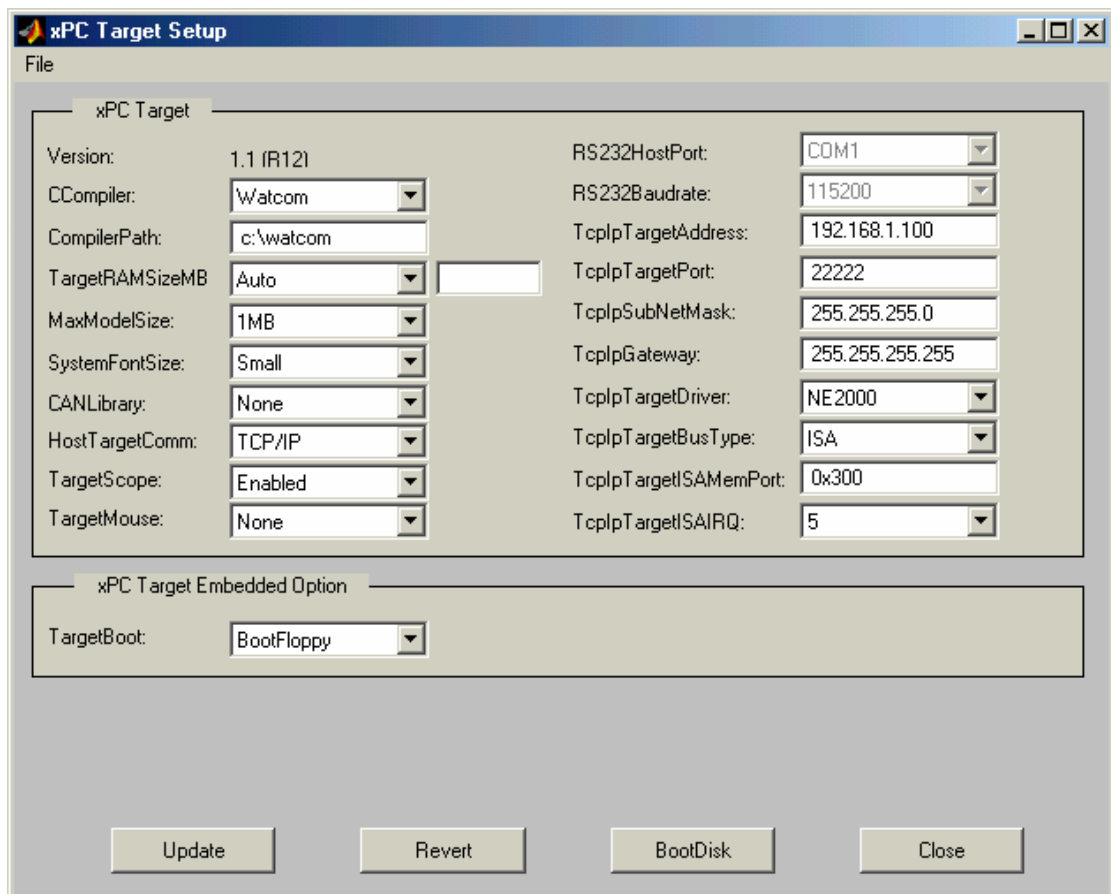 xPC Target Setup
File
xPC Target
Version: 1.1 (R12)
CCompiler: Watcom
CompilerPath: c:\watcom
TargetRAMSizeMB Auto
MaxModelSize: 1MB
SystemFontSize: Small
CANLibrary: None
HostTargetComm: TCP/IP
TargetScope: Enabled
TargetMouse: None
RS232HostPort: COM1
RS232Baudrate: 115200
TcpIpTargetAddress: 192.168.1.100
TcpIpTargetPort: 22222
TcpIpSubNetMask: 255.255.255.0
TcpIpGateway: 255.255.255.255
TcpIpTargetDriver: NE2000
TcpIpTargetBusType: ISA
TcpIpTargetISAMemPort: 0x300
TcpIpTargetISAIRQ: 5
xPC Target Embedded Option
TargetBoot: BootFloppy
Update Revert BootDisk Close